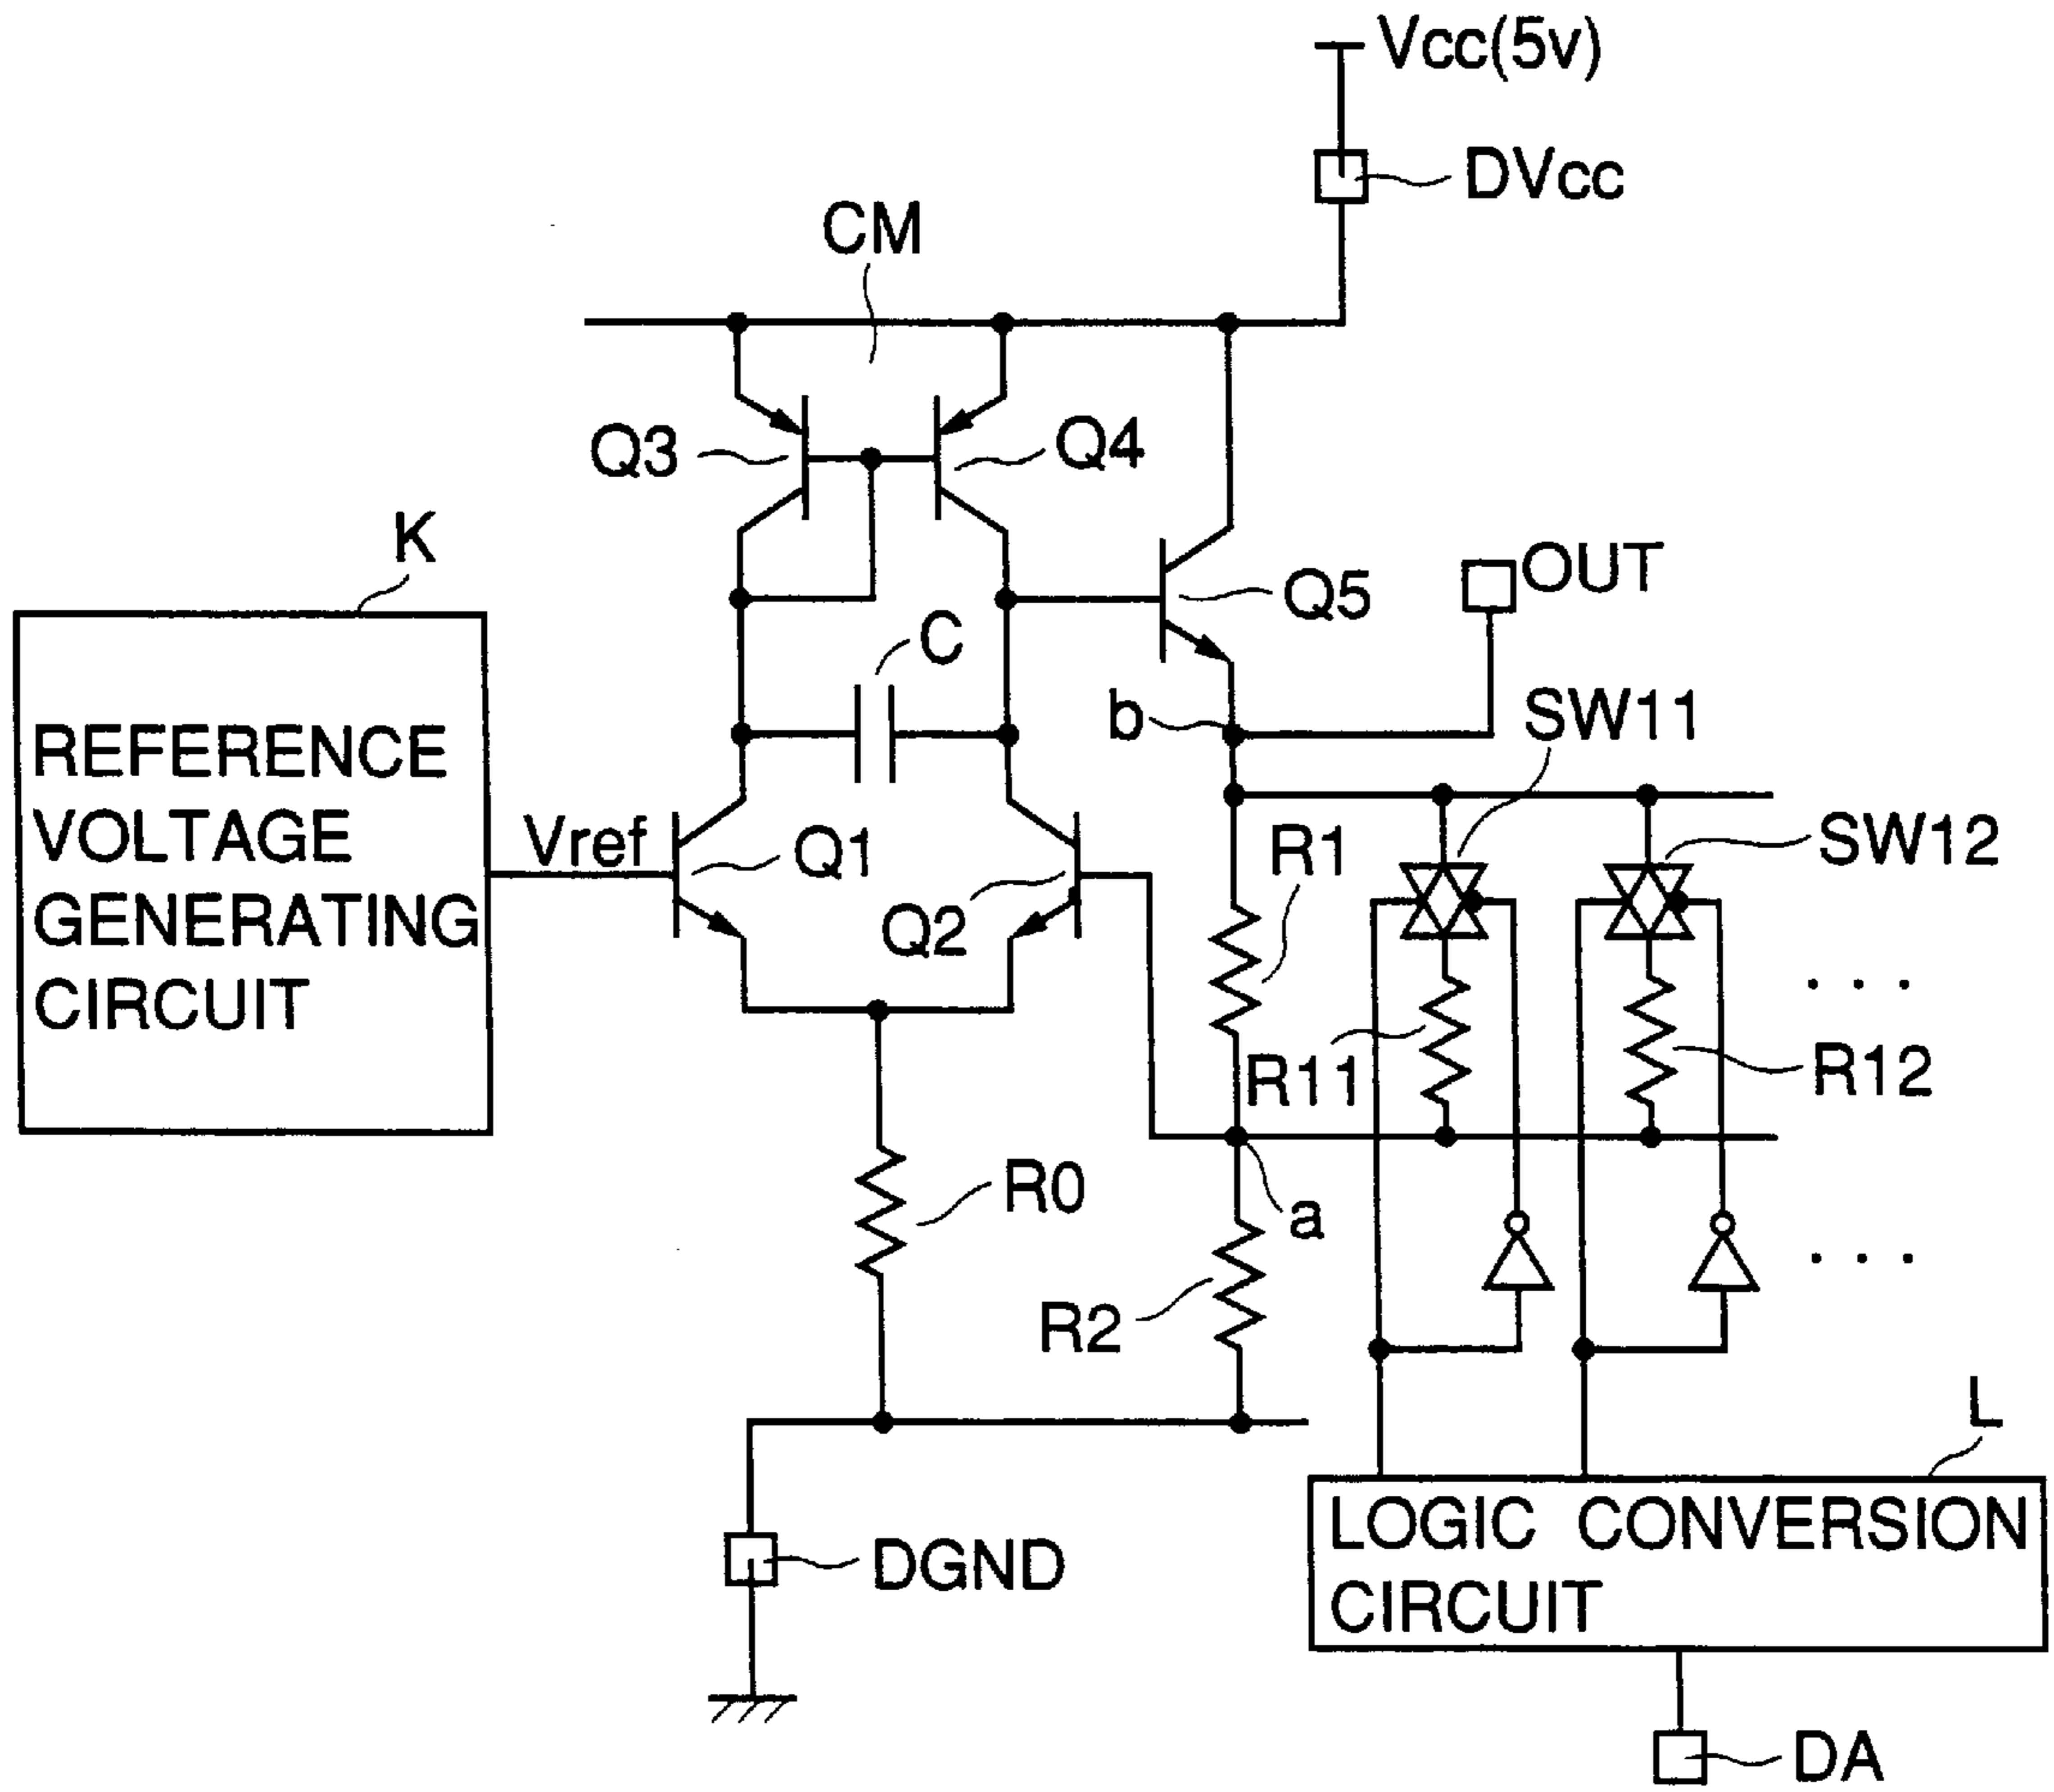 Vcc(5v)
DVcc
CM
Q3
Q4
K
OUT
Q5
C
b
SW11
REFERENCE
VOLTAGE
GENERATING
CIRCUIT
Vref
Q1
Q2
R1
SW12
. . .
R11
R12
R0
a
. . .
R2
L
LOGIC CONVERSION
CIRCUIT
DGND
DA